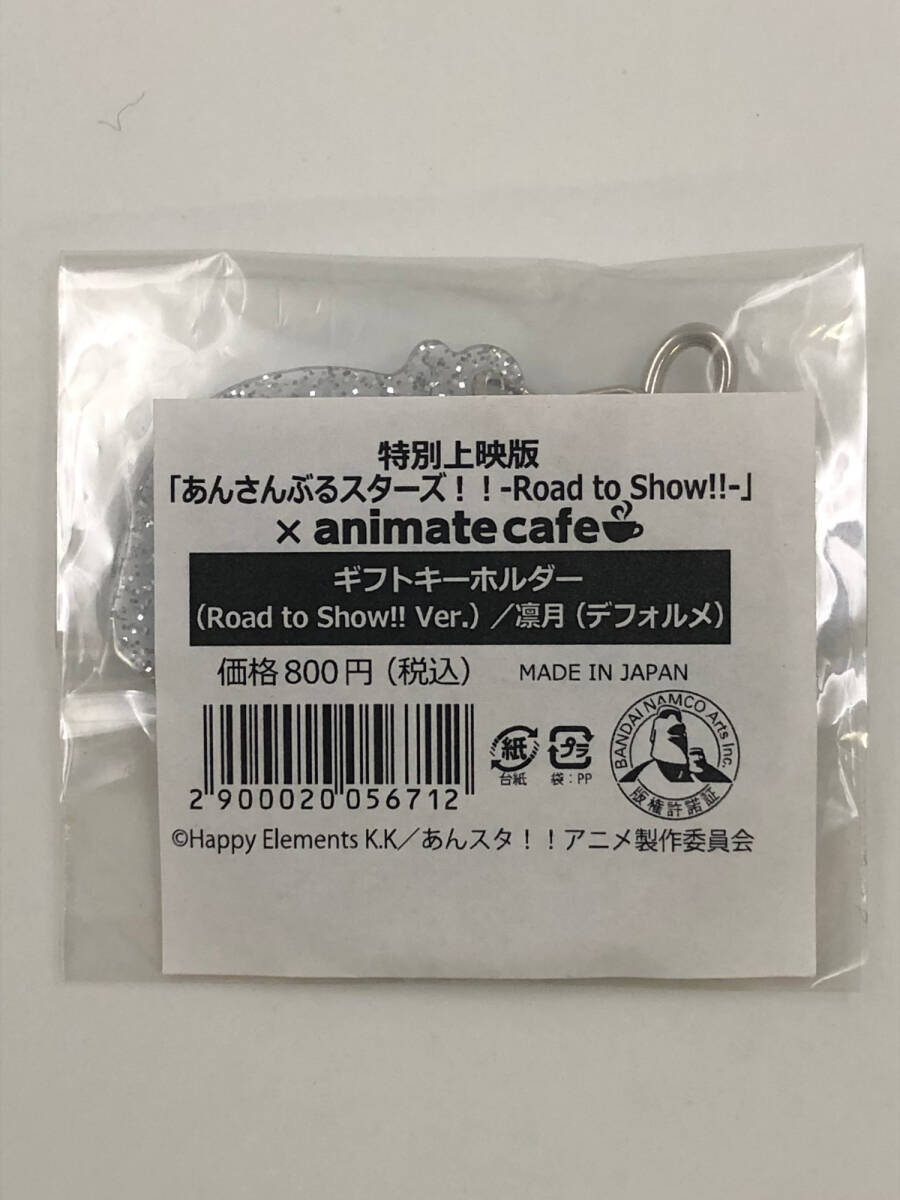 特別上映版
「あんさんぶるスターズ！！-Road to Show!!-」
× animate cafe
ギフトキーホルダー
（Road to Show!! Ver.）／凛月（デフォルメ）
価格800円（税込） MADE IN JAPAN
BANDAI NAMCO Arts Inc.
紙 プラ
台紙 袋：PP
版権許諾証
2 900020 056712
©Happy Elements K.K／あんスタ！！アニメ製作委員会